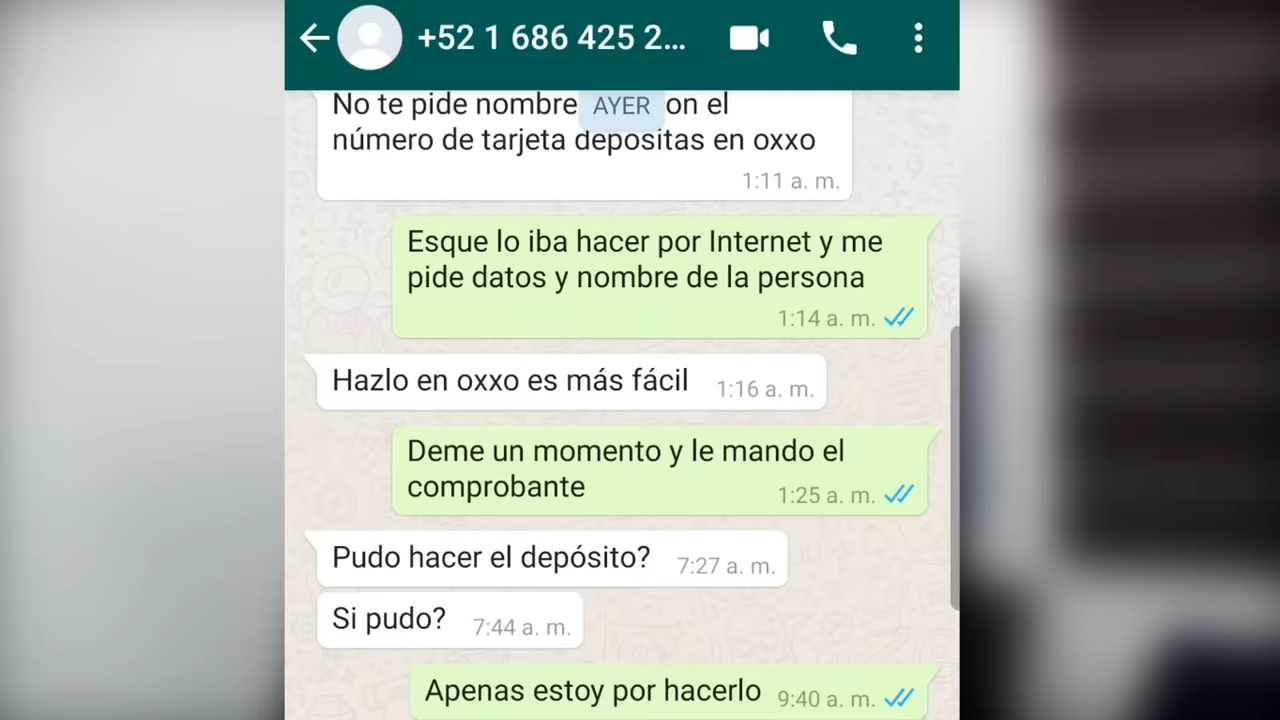 +52 1 686 425 2...
No te pide nombre
AYER
on el
número de tarjeta depositas en oxxo
1:11 a. m.
Esque lo iba hacer por Internet y me
pide datos y nombre de la persona
1:14 a. m.
Hazlo en oxxo es más fácil
1:16 a. m.
Deme un momento y le mando el
comprobante
1:25 a. m.
Pudo hacer el depósito?
7:27 a. m.
Si pudo?
7:44 a. m.
Apenas estoy por hacerlo
9:40 a. m.